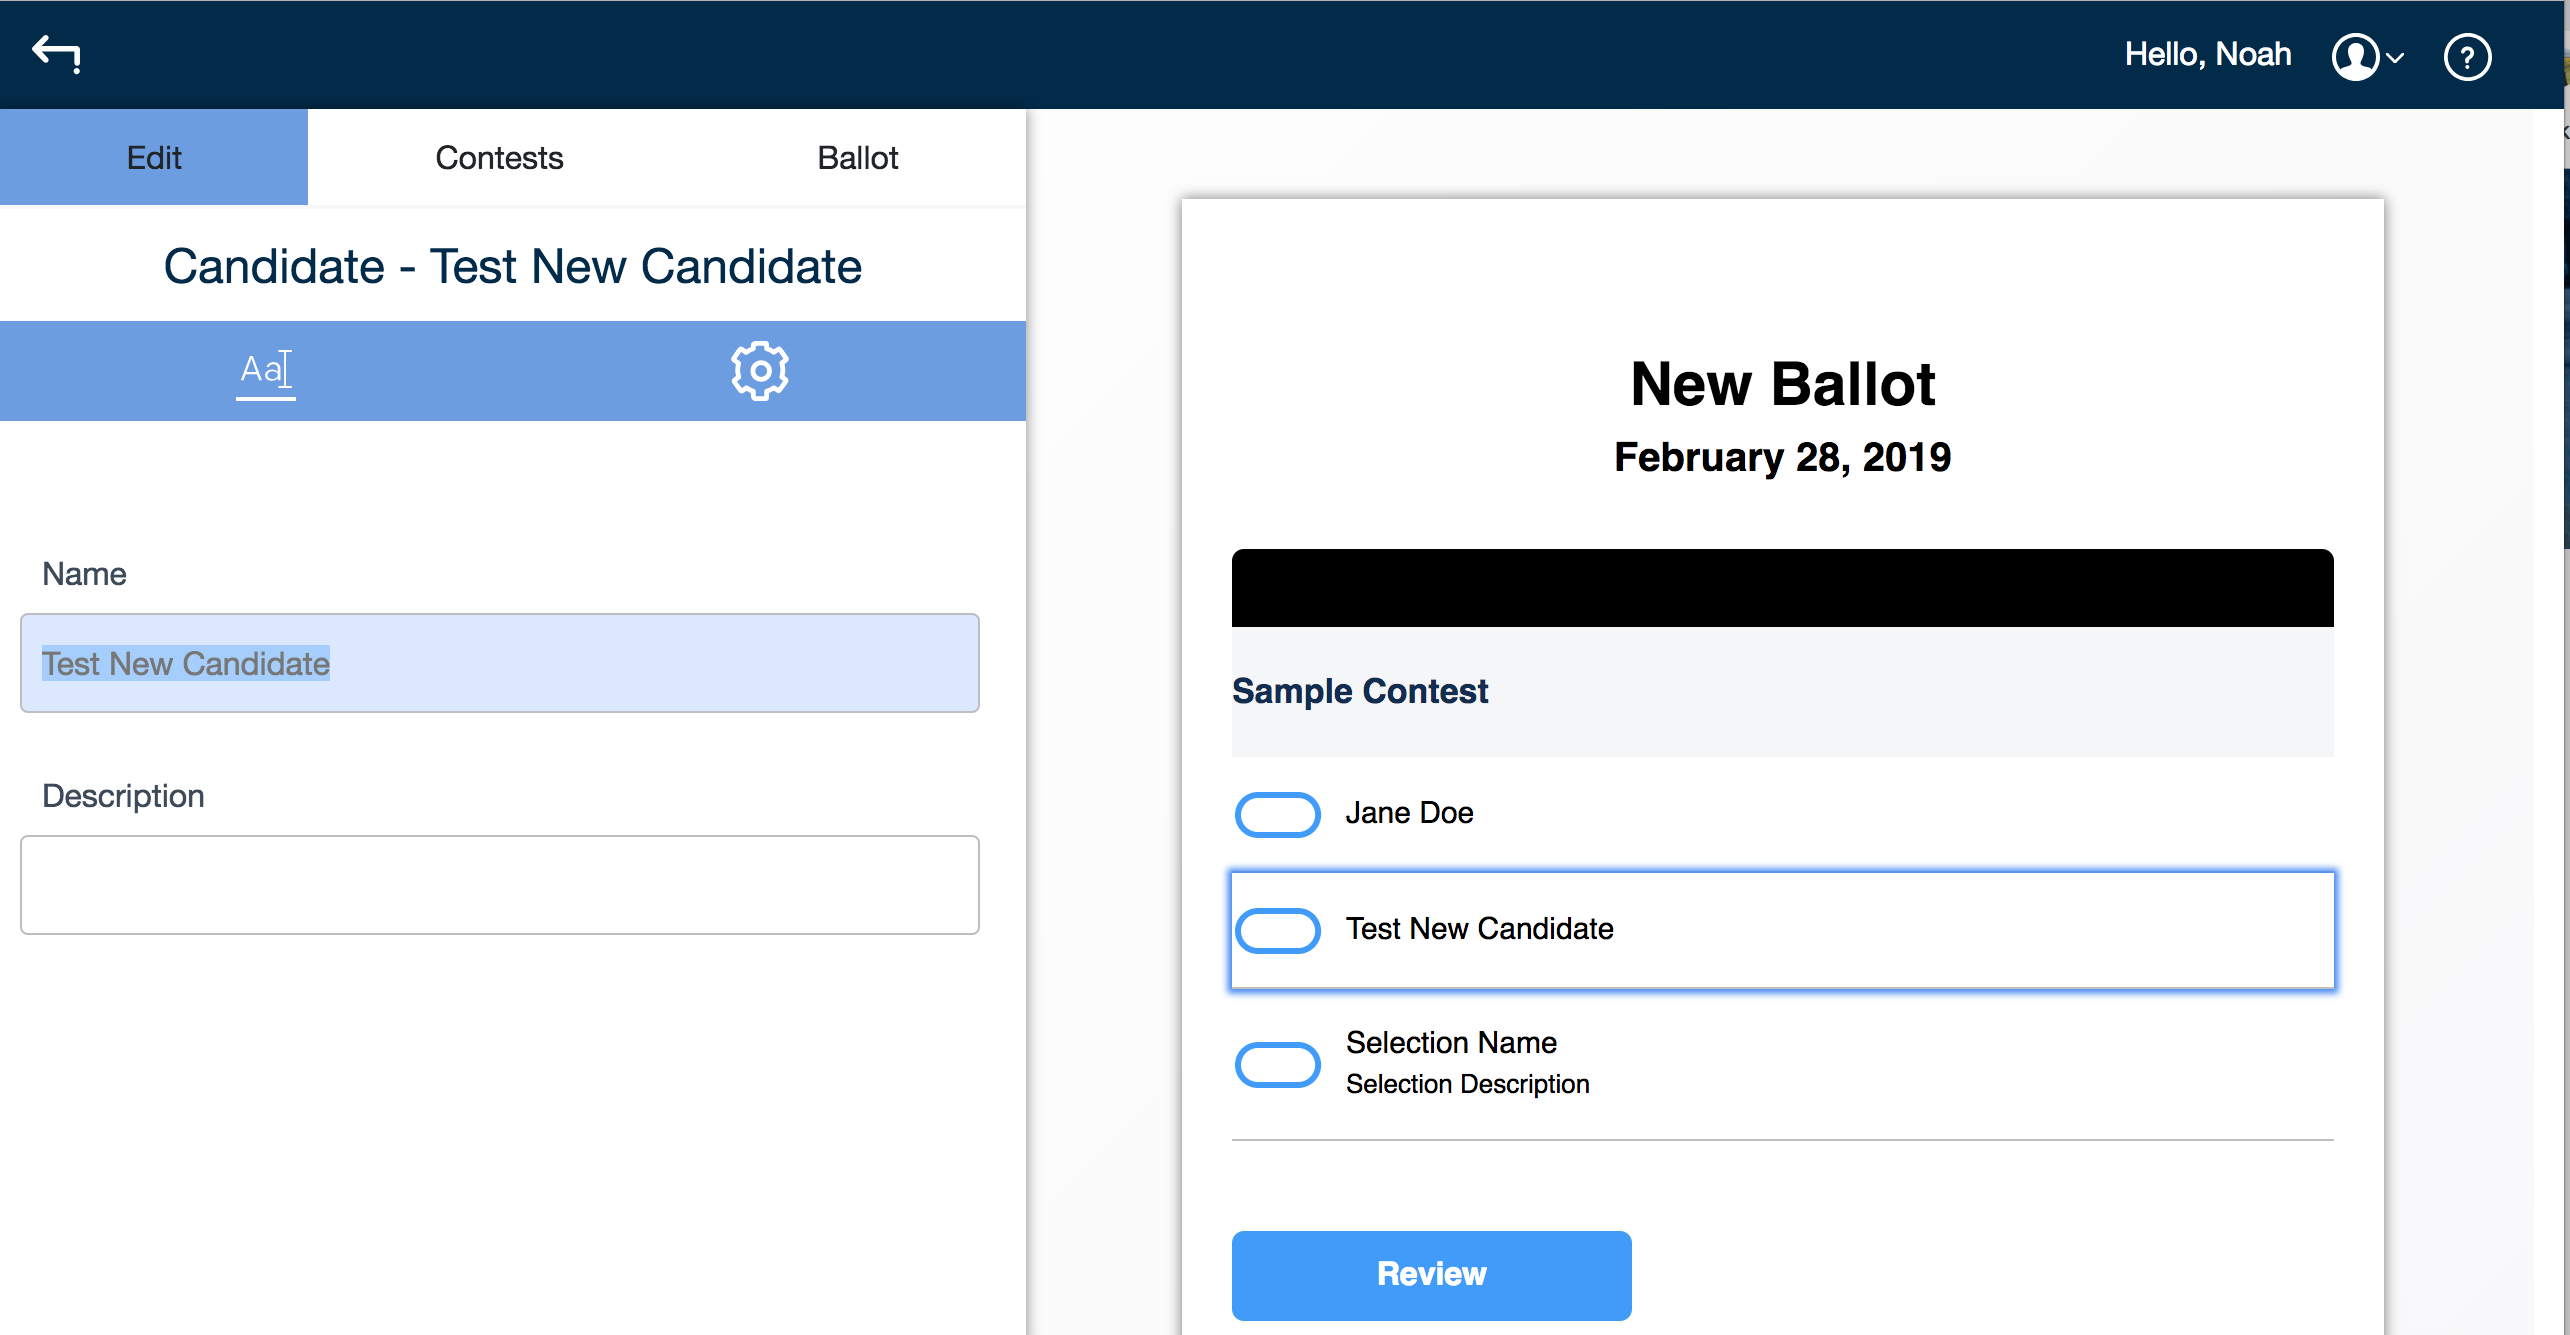 Hello, Noah
?
Edit
Contests
Ballot
Candidate - Test New Candidate
Aa
Name
Test New Candidate
Description
New Ballot
February 28, 2019
Sample Contest
Jane Doe
Test New Candidate
Selection Name
Selection Description
Review